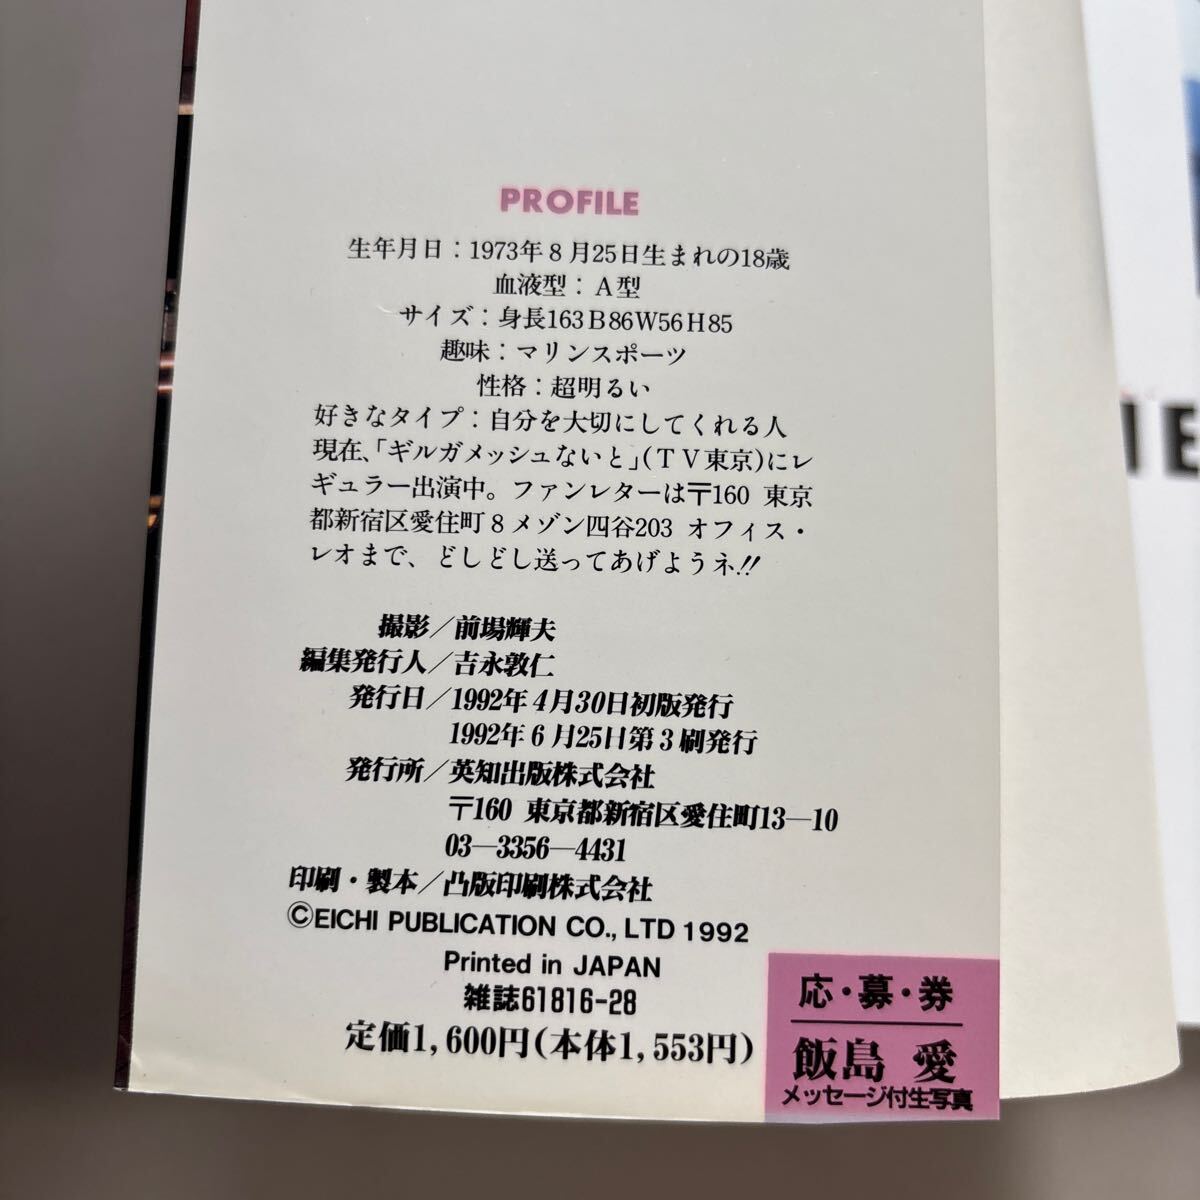 PROFILE
生年月日：1973年8月25日生まれの18歳
血液型：A型
サイズ：身長163B86W56H85
趣味：マリンスポーツ
性格：超明るい
好きなタイプ：自分を大切にしてくれる人
現在、「ギルガメッシュないと」(TV東京)にレ
ギュラー出演中。ファンレターは〒160 東京
都新宿区愛住町8メゾン四谷203 オフィス・
レオまで、どしどし送ってあげようネ!!
撮影／前場輝夫
編集発行人／吉永敦仁
発行日／1992年4月30日初版発行
1992年6月25日第3刷発行
発行所／英知出版株式会社
〒160 東京都新宿区愛住町13—10
03—3356—4431
印刷・製本／凸版印刷株式会社
©EICHI PUBLICATION CO., LTD 1992
Printed in JAPAN
雑誌61816-28
定価1,600円(本体1,553円)
応・募・券
飯島 愛
メッセージ付生写真